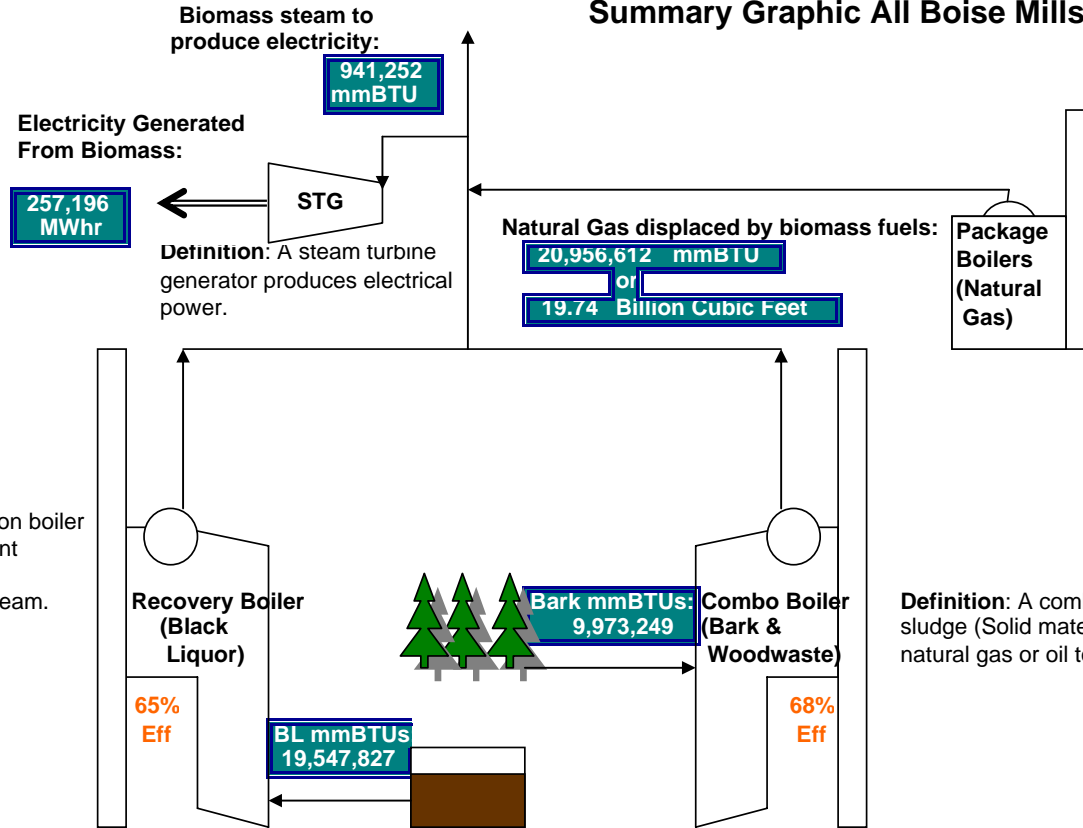 Summary Graphic All Boise Mills
Biomass steam to
produce electricity:
941,252
mmBTU
Electricity Generated
From Biomass:
257,196
MWhr
STG
Definition: A steam turbine
generator produces electrical
power.
Natural Gas displaced by biomass fuels:
20,956,612 mmBTU
or
19.74 Billion Cubic Feet
Package
Boilers
(Natural
Gas)
on boiler
nt
eam.
Recovery Boiler
(Black
Liquor)
65%
Eff
BL mmBTUs
19,547,827
Bark mmBTUs:
9,973,249
Combo Boiler
(Bark &
Woodwaste)
68%
Eff
Definition: A com
sludge (Solid mate
natural gas or oil t